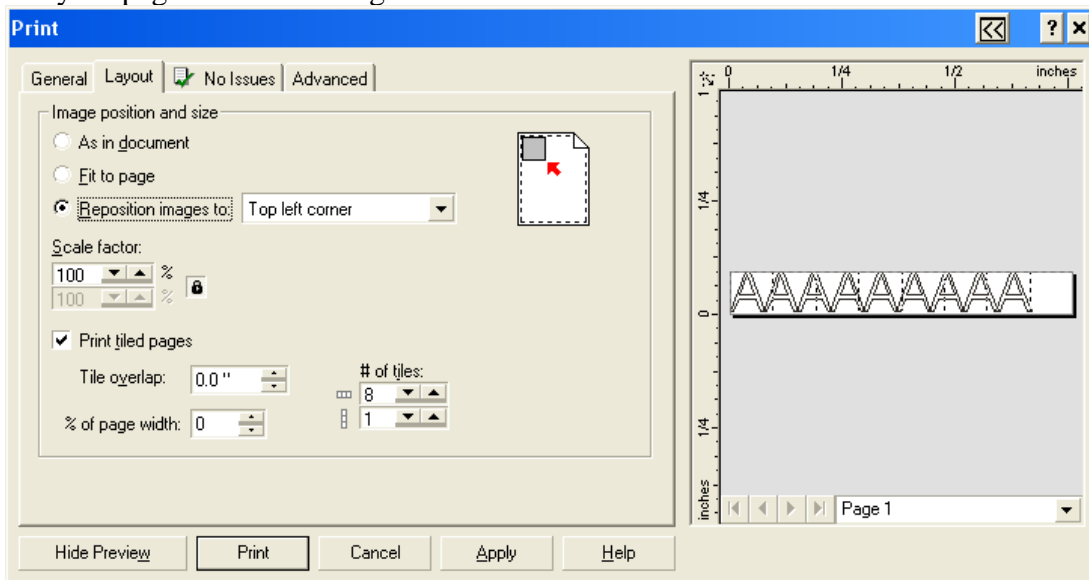 Print
General Layout No Issues Advanced
Image position and size
As in document
Fit to page
Reposition images to: Top left corner
Scale factor:
100 %
100 %
Print tiled pages
Tile overlap: 0.0 "
# of tiles:
8
% of page width: 0
1
Hide Preview Print Cancel Apply Help
0 1/4 1/2 inches
1
1/4
0
1/4
inches
AAAAAAAA
Page 1